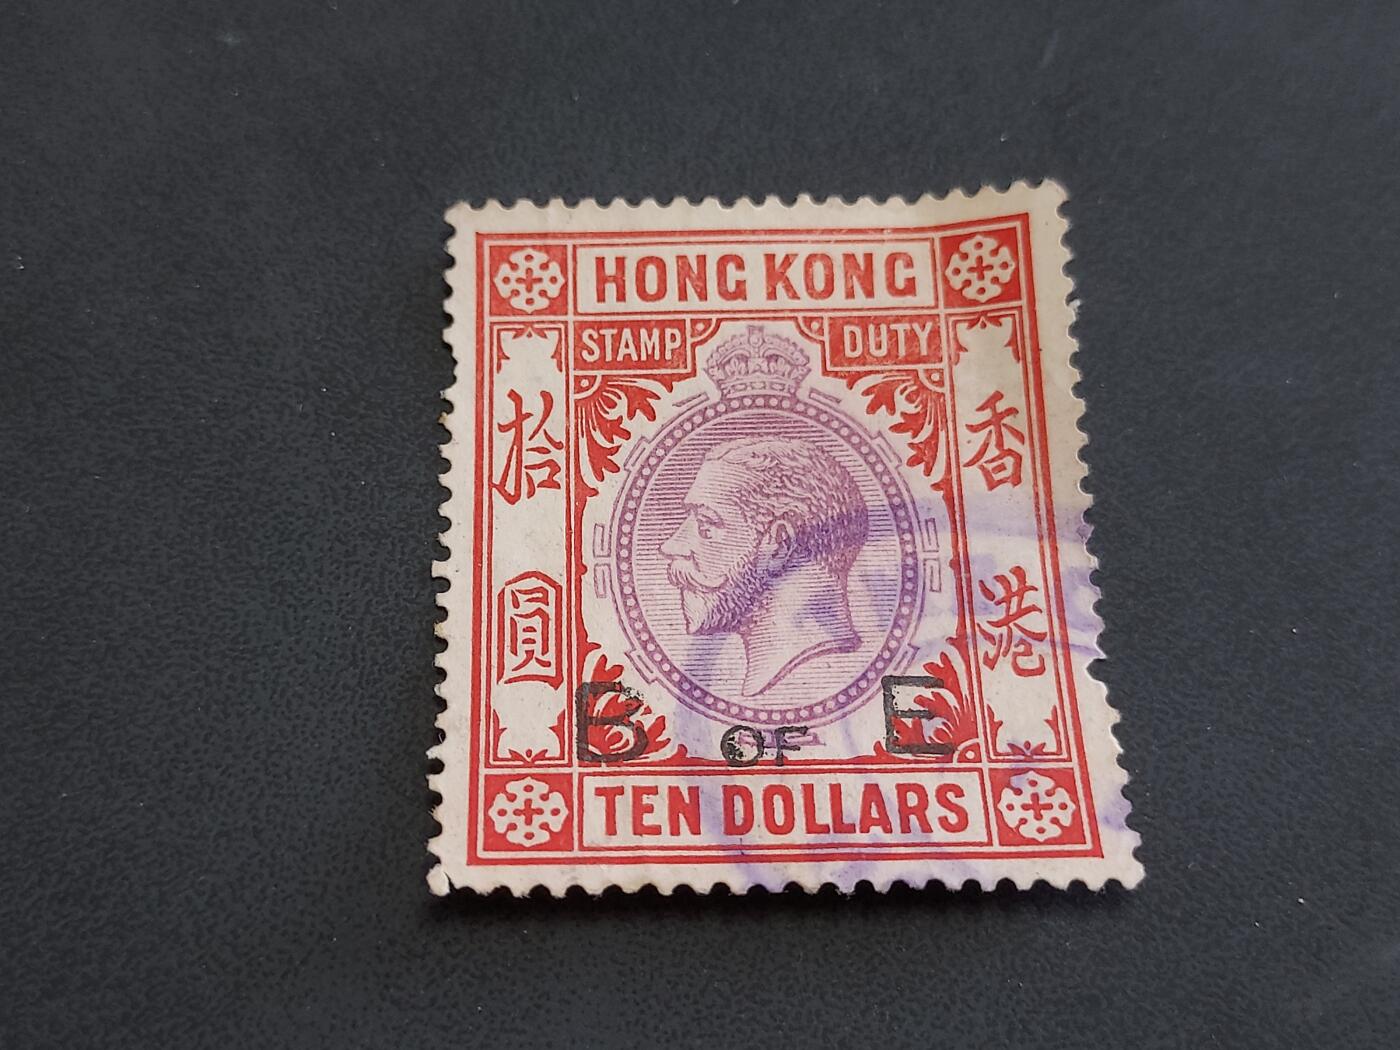 HONG KONG
STAMP DUTY
香港
拾圓
B OF E
TEN DOLLARS